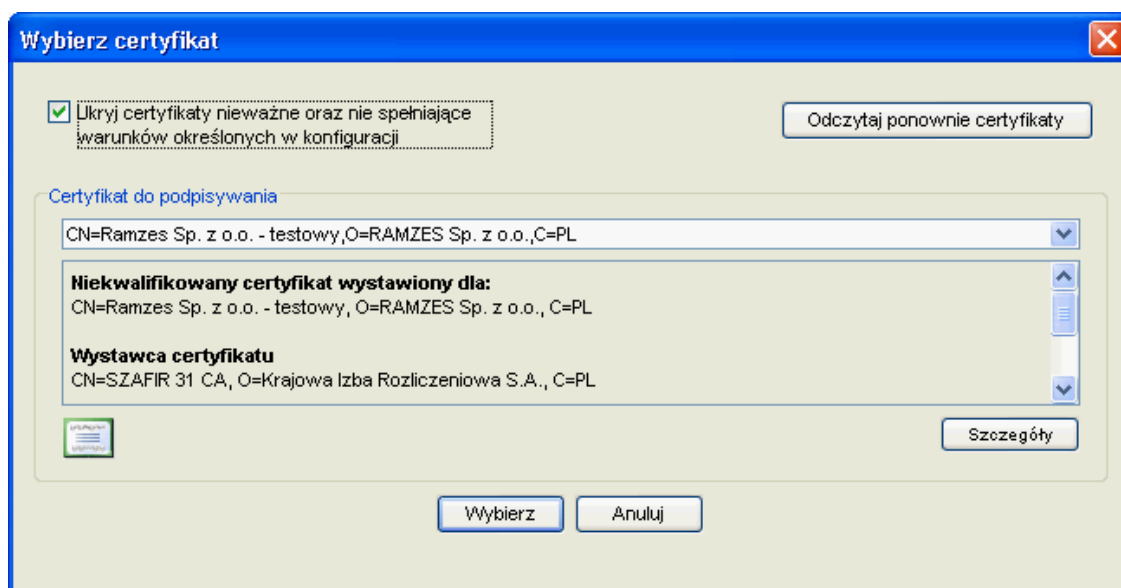 Wybierz certyfikat
Ukryj certyfikaty nieważne oraz nie spełniające
warunków określonych w konfiguracji
Odczytaj ponownie certyfikaty
Certyfikat do podpisywania
CN=Ramzes Sp. z o.o. - testowy,O=RAMZES Sp. z o.o.,C=PL
Niekwalifikowany certyfikat wystawiony dla:
CN=Ramzes Sp. z o.o. - testowy, O=RAMZES Sp. z o.o., C=PL
Wystawca certyfikatu
CN=SZAFIR 31 CA, O=Krajowa Izba Rozliczeniowa S.A., C=PL
Szczegóły
Wybierz
Anuluj